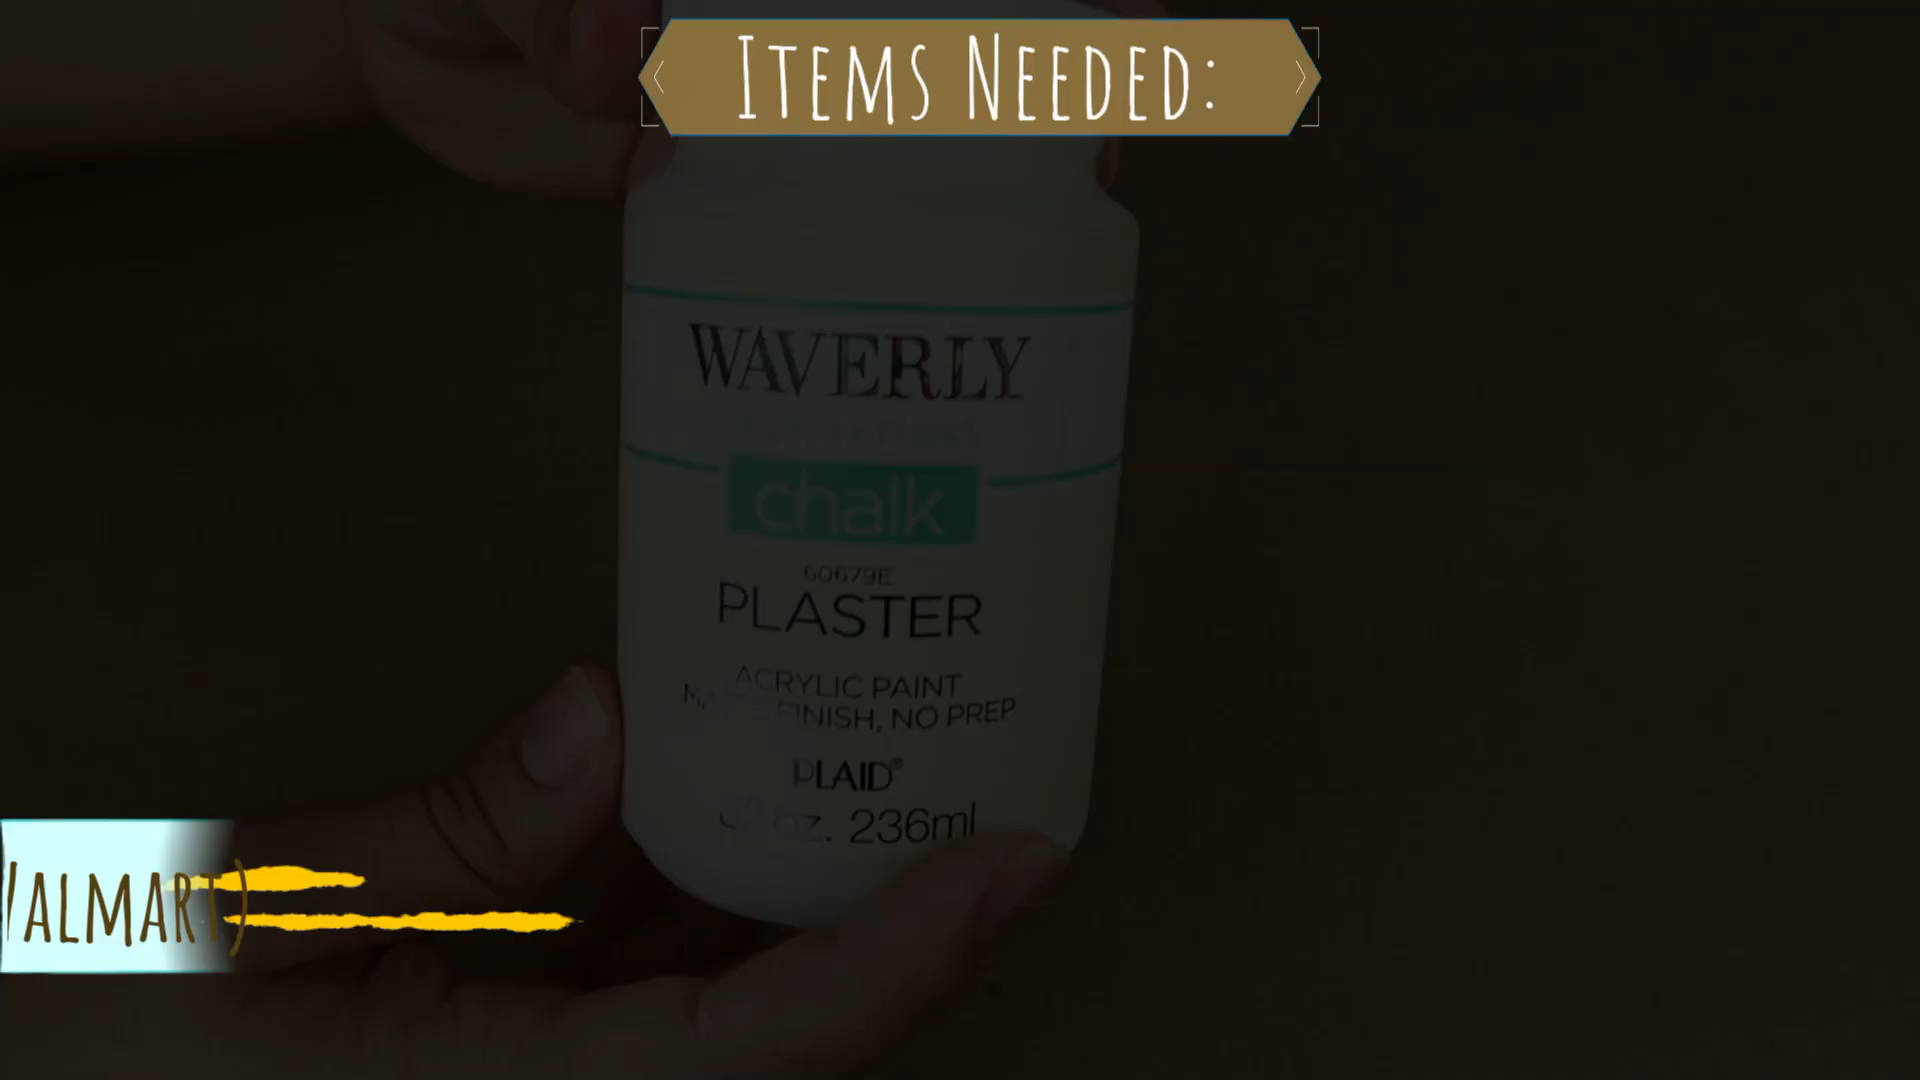 Items Needed:
WAVERLY
chalk
60679E
PLASTER
ACRYLIC PAINT
FINISH, NO PREP
PLAID®
oz. 236ml
almart)